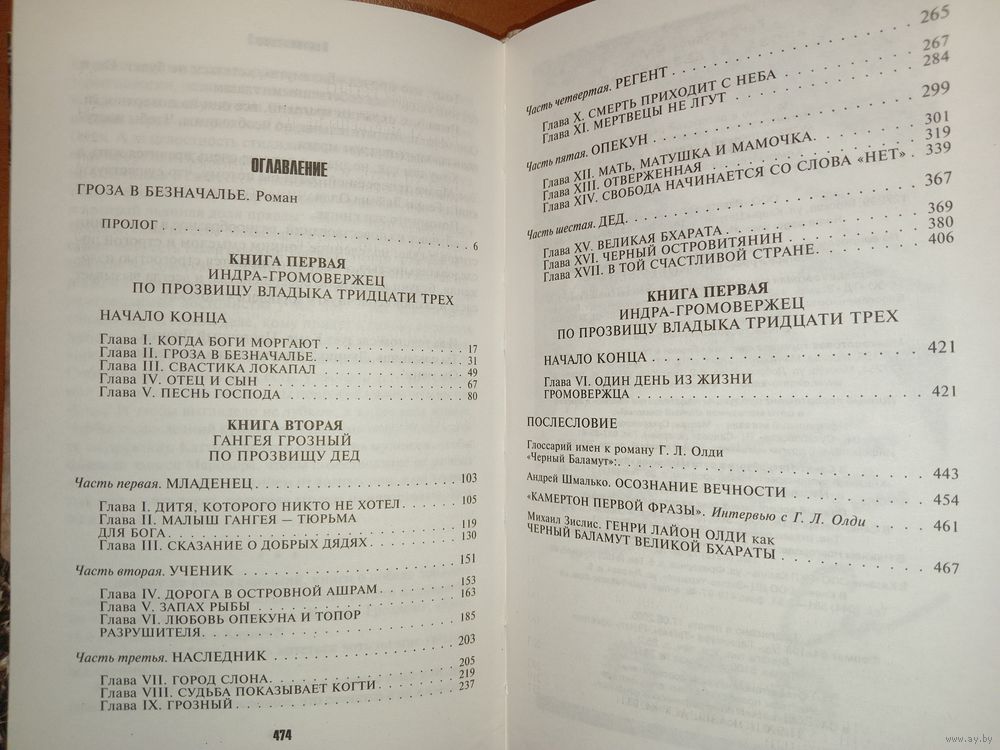 ОГЛАВЛЕНИЕ
ГРОЗА В БЕЗНАЧАЛЬЕ. Роман
ПРОЛОГ . . . 6
КНИГА ПЕРВАЯ
ИНДРА-ГРОМОВЕРЖЕЦ
ПО ПРОЗВИЩУ ВЛАДЫКА ТРИДЦАТИ ТРЕХ
НАЧАЛО КОНЦА
Глава I. КОГДА БОГИ МОРГАЮТ . . . 17
Глава II. ГРОЗА В БЕЗНАЧАЛЬЕ. . . . 31
Глава III. СВАСТИКА ЛОКАПАЛ . . . 49
Глава IV. ОТЕЦ И СЫН . . . 67
Глава V. ПЕСНЬ ГОСПОДА . . . 80
КНИГА ВТОРАЯ
ГАНГЕЯ ГРОЗНЫЙ
ПО ПРОЗВИЩУ ДЕД
Часть первая. МЛАДЕНЕЦ . . . 103
Глава I. ДИТЯ, КОТОРОГО НИКТО НЕ ХОТЕЛ . . . 105
Глава II. МАЛЫШ ГАНГЕЯ — ТЮРЬМА
ДЛЯ БОГА . . . 119
Глава III. СКАЗАНИЕ О ДОБРЫХ ДЯДЯХ . . . 130
Часть вторая. УЧЕНИК . . . 151
Глава IV. ДОРОГА В ОСТРОВНОЙ АШРАМ . . . 153
Глава V. ЗАПАХ РЫБЫ . . . 163
Глава VI. ЛЮБОВЬ ОПЕКУНА И ТОПОР
РАЗРУШИТЕЛЯ . . . 185
Часть третья. НАСЛЕДНИК . . . 203
Глава VII. ГОРОД СЛОНА . . . 205
Глава VIII. СУДЬБА ПОКАЗЫВАЕТ КОГТИ . . . 219
Глава IX. ГРОЗНЫЙ . . . 237
474
Часть четвертая. РЕГЕНТ . . . 265
Глава X. СМЕРТЬ ПРИХОДИТ С НЕБА . . . 267
Глава XI. МЕРТВЕЦЫ НЕ ЛГУТ . . . 284
Часть пятая. ОПЕКУН . . . 299
Глава XII. МАТЬ, МАТУШКА И МАМОЧКА . . . 301
Глава XIII. ОТВЕРЖЕННАЯ . . . 319
Глава XIV. СВОБОДА НАЧИНАЕТСЯ СО СЛОВА «НЕТ» . 339
Часть шестая. ДЕД . . . 367
Глава XV. ВЕЛИКАЯ БХАРАТА . . . 369
Глава XVI. ЧЕРНЫЙ ОСТРОВИТЯНИН . . . 380
Глава XVII. В ТОЙ СЧАСТЛИВОЙ СТРАНЕ . . . 406
КНИГА ПЕРВАЯ
ИНДРА-ГРОМОВЕРЖЕЦ
ПО ПРОЗВИЩУ ВЛАДЫКА ТРИДЦАТИ ТРЕХ
НАЧАЛО КОНЦА . . . 421
Глава VI. ОДИН ДЕНЬ ИЗ ЖИЗНИ
ГРОМОВЕРЖЦА . . . 421
ПОСЛЕСЛОВИЕ
Глоссарий имен к роману Г. Л. Олди
«Черный Баламут»: . . . 443
Андрей Шмалько. ОСОЗНАНИЕ ВЕЧНОСТИ . . . 454
«КАМЕРТОН ПЕРВОЙ ФРАЗЫ». Интервью с Г. Л. Олди . . . 461
Михаил Зислис. ГЕНРИ ЛАЙОН ОЛДИ как
ЧЕРНЫЙ БАЛАМУТ ВЕЛИКОЙ БХАРАТЫ . . . 467
www.ay.by